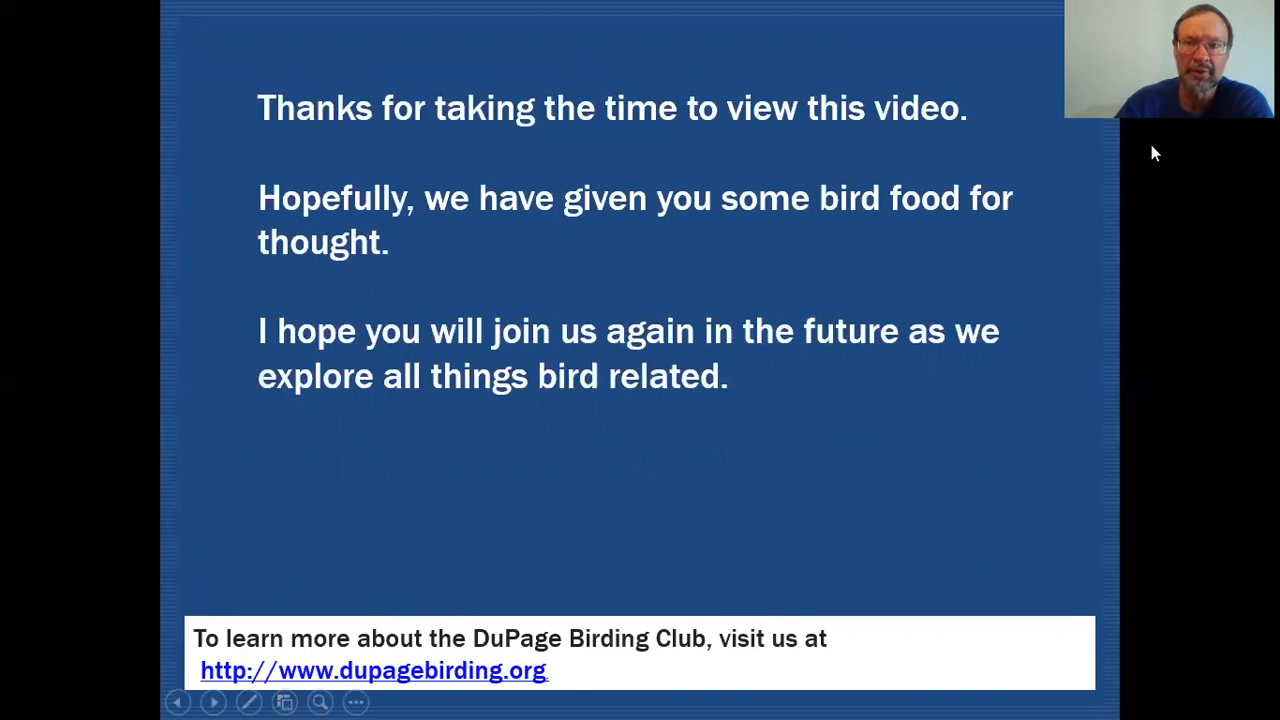 Thanks for taking the time to view this video.
Hopefully, we have given you some bird food for
thought.
I hope you will join us again in the future as we
explore all things bird related.
To learn more about the DuPage Birding Club, visit us at
http://www.dupagebirding.org